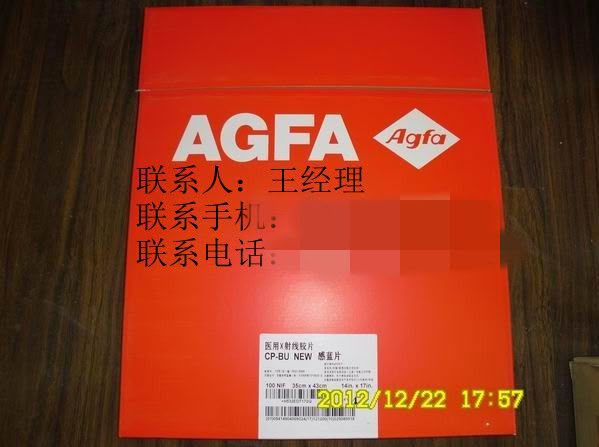 AGFA
Agfa
联系人: 王经理
联系手机:
联系电话:
医用X射线胶片
CP-BU NEW 感蓝片
100 NIF 35cm x 43cm 14in. x 17in.
2012/12/22 17:57